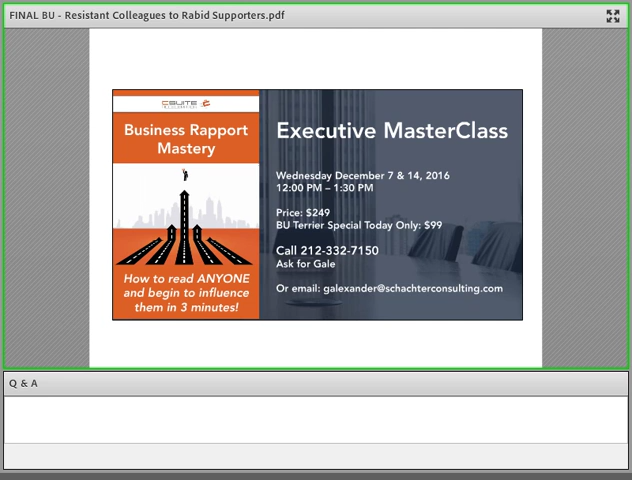 FINAL BU - Resistant Colleagues to Rabid Supporters.pdf
CSUITE
Business Rapport
Mastery
How to read ANYONE
and begin to influence
them in 3 minutes!
Executive MasterClass
Wednesday December 7 & 14, 2016
12:00 PM – 1:30 PM
Price: $249
BU Terrier Special Today Only: $99
Call 212-332-7150
Ask for Gale
Or email: galexander@schachterconsulting.com
Q & A